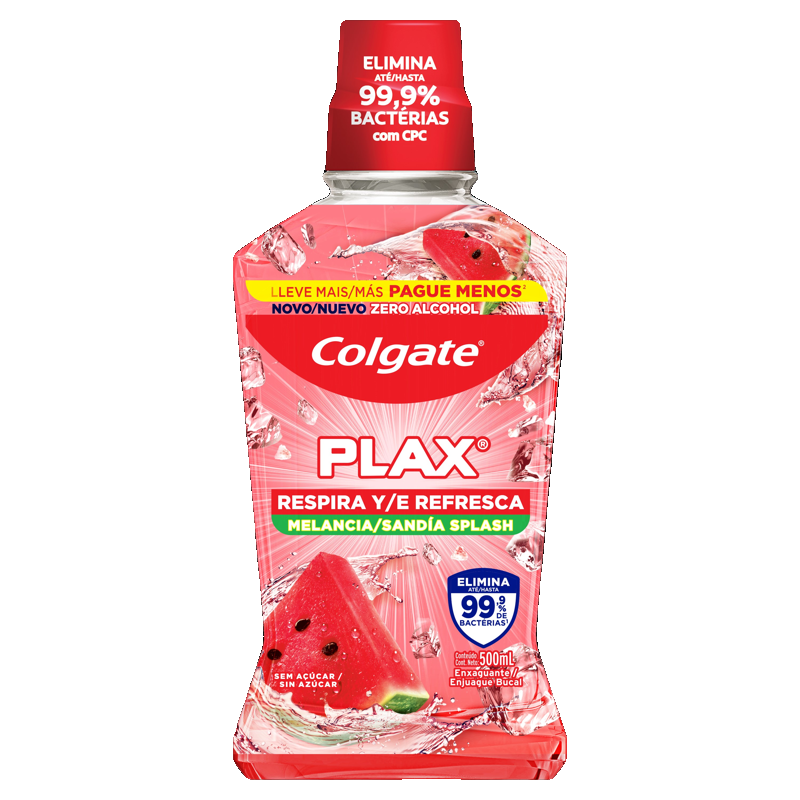 ELIMINA
ATÉ/HASTA
99,9%
BACTÉRIAS
com CPC
LLEVE MAIS/MÁS PAGUE MENOS²
NOVO/NUEVO ZERO ALCOHOL
Colgate®
PLAX®
RESPIRA Y/E REFRESCA
MELANCIA/SANDÍA SPLASH
ELIMINA
ATÉ/HASTA
99,9% DE
BACTÉRIAS¹
Conteúdo
Cont. Neto: 500mL
Enxaguante/
Enjuague Bucal
SEM AÇÚCAR/
SIN AZÚCAR